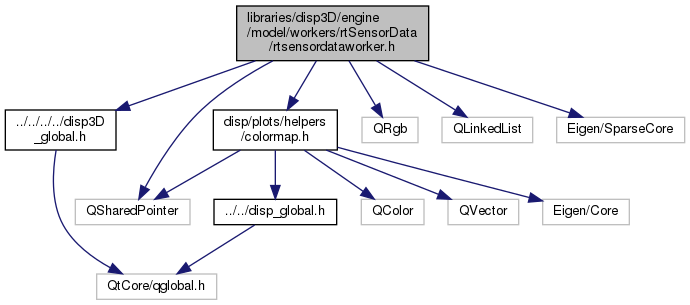 libraries/disp3D/engine
/model/workers/rtSensorData
/rtsensordataworker.h
../../../../disp3D
_global.h
disp/plots/helpers
/colormap.h
QRgb
QLinkedList
Eigen/SparseCore
QSharedPointer
../../disp_global.h
QColor
QVector
Eigen/Core
QtCore/qglobal.h